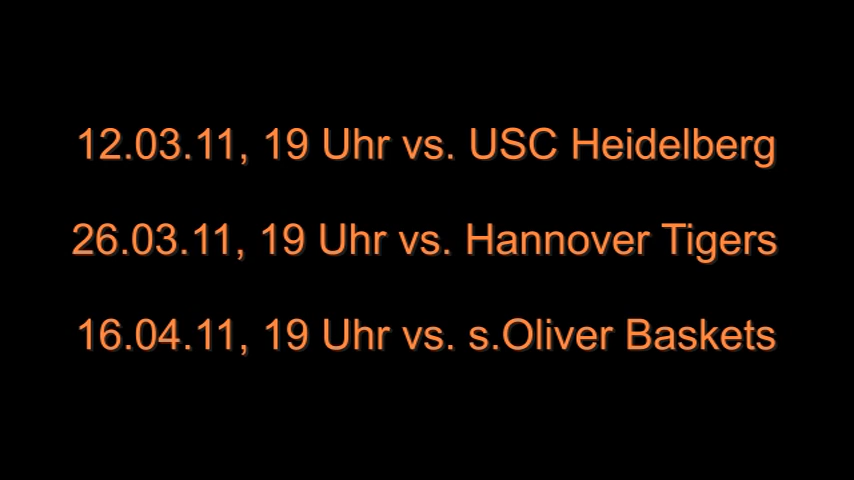 12.03.11, 19 Uhr vs. USC Heidelberg
26.03.11, 19 Uhr vs. Hannover Tigers
16.04.11, 19 Uhr vs. s.Oliver Baskets